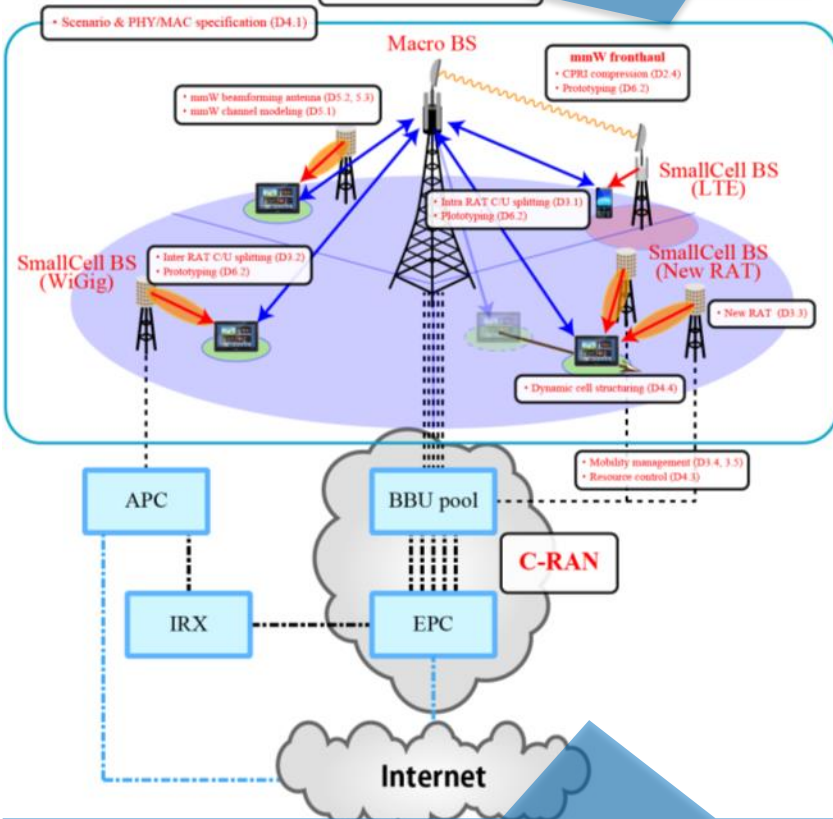 • Scenario & PHY/MAC specification (D4.1)
Macro BS
mmW fronthaul
• CPRI compression (D2.4)
• Prototyping (D6.2)
• mmW beamforming antenna (D5.2, 5.3)
• mmW channel modeling (D5.1)
SmallCell BS
(LTE)
• Intra RAT C/U splitting (D3.1)
• Plototyping (D6.2)
SmallCell BS
(WiGig)
• Inter RAT C/U splitting (D3.2)
• Prototyping (D6.2)
SmallCell BS
(New RAT)
• New RAT (D3.3)
• Dynamic cell structuring (D4.4)
• Mobility management (D3.4, 3.5)
• Resource control (D4.3)
APC
BBU pool
C-RAN
IRX
EPC
Internet